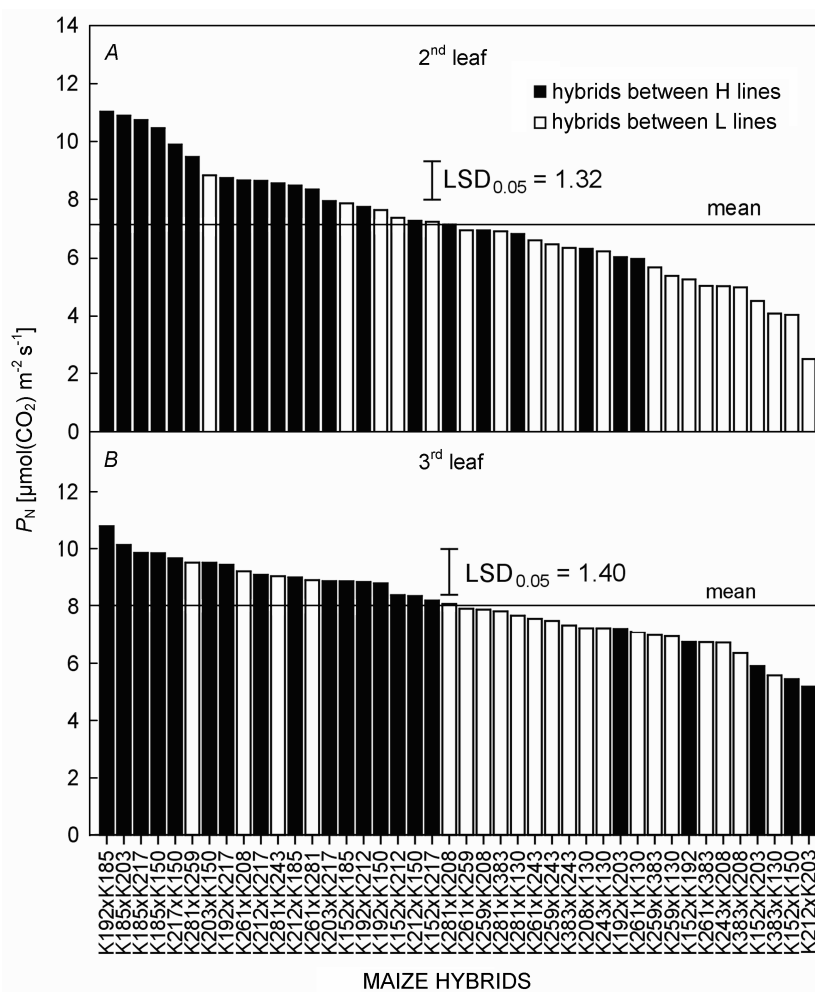 A
2nd leaf
hybrids between H lines
hybrids between L lines
LSD0.05 = 1.32
mean
14
12
10
8
6
4
2
0
PN [µmol(CO2) m–2 s–1]
B
3rd leaf
LSD0.05 = 1.40
mean
12
10
8
6
4
2
0
K192xK185
K185xK203
K185xK217
K185xK150
K217xK150
K281xK259
K203xK150
K192xK217
K261xK208
K212xK217
K281xK243
K212xK185
K261xK281
K203xK217
K152xK185
K192xK212
K192xK150
K152xK212
K212xK150
K152xK217
K281xK208
K261xK259
K259xK208
K281xK383
K281xK130
K261xK243
K259xK243
K383xK243
K208xK130
K243xK130
K192xK203
K261xK130
K259xK383
K259xK130
K152xK192
K261xK383
K243xK208
K383xK208
K152xK203
K383xK130
K152xK150
K212xK203
MAIZE HYBRIDS